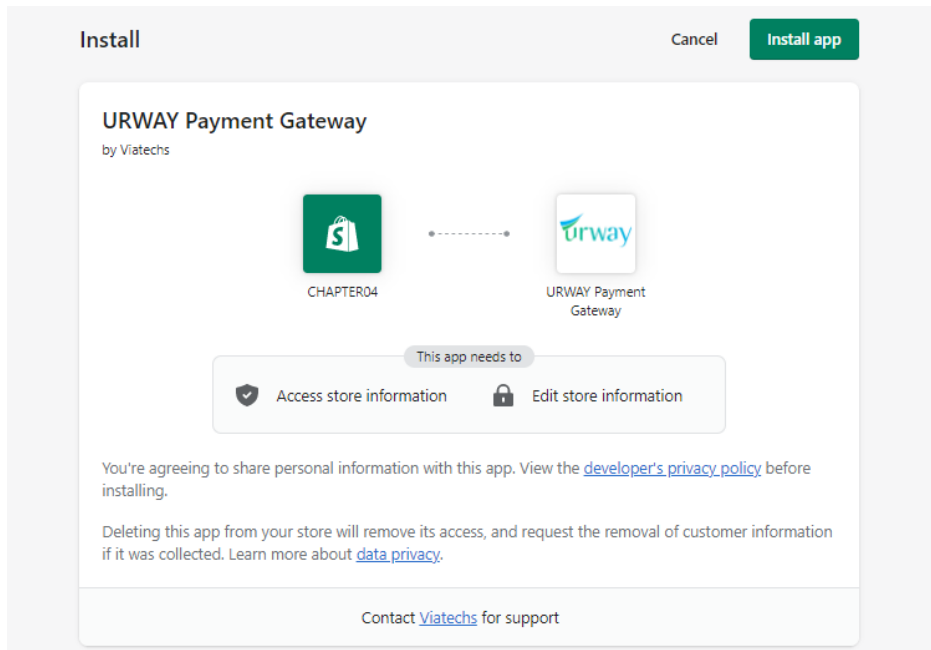 Install
Cancel
Install app
URWAY Payment Gateway
by Viatechs
S
urway
CHAPTER04
URWAY Payment
Gateway
This app needs to
Access store information
Edit store information
You're agreeing to share personal information with this app. View the developer's privacy policy before
installing.
Deleting this app from your store will remove its access, and request the removal of customer information
if it was collected. Learn more about data privacy.
Contact Viatechs for support